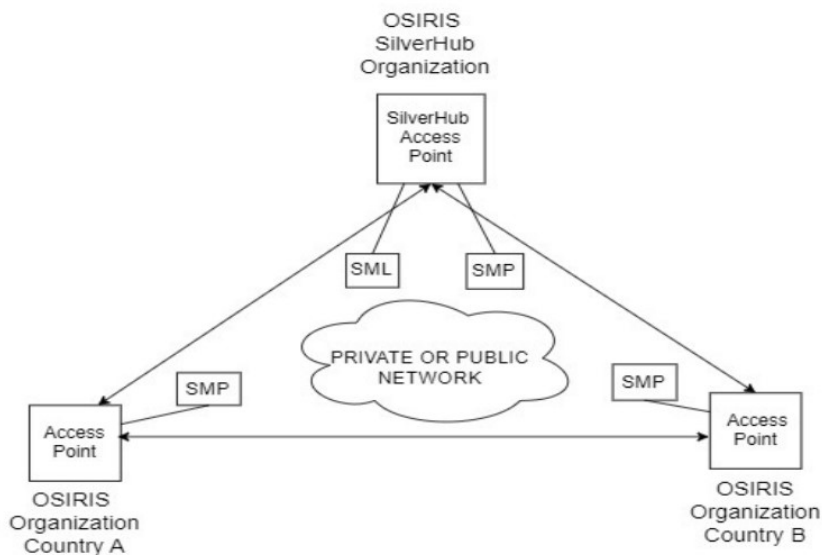 OSIRIS
SilverHub
Organization
SilverHub
Access
Point
SML
SMP
PRIVATE OR PUBLIC
NETWORK
SMP
SMP
Access
Point
Access
Point
OSIRIS
Organization
Country A
OSIRIS
Organization
Country B